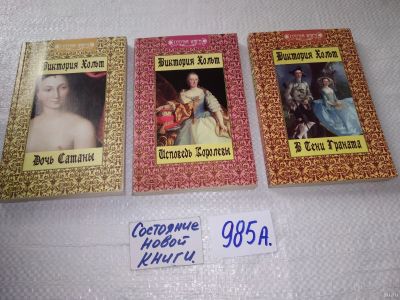 Виктория Хольт
Дочь Сатаны
Виктория Хольт
Исповедь Королевы
Виктория Хольт
В Тени Граната
Состояние
новой
книги.
985А.